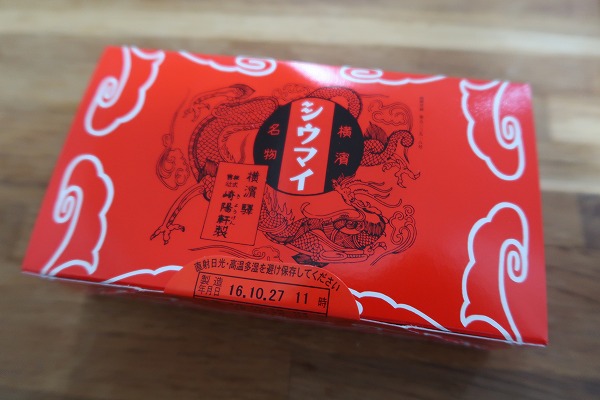 横濱
名物
シウマイ
横濱驛
崎陽軒製
直射日光・高温多湿を避け保存してください
製造
年月日
16.10.27 11時